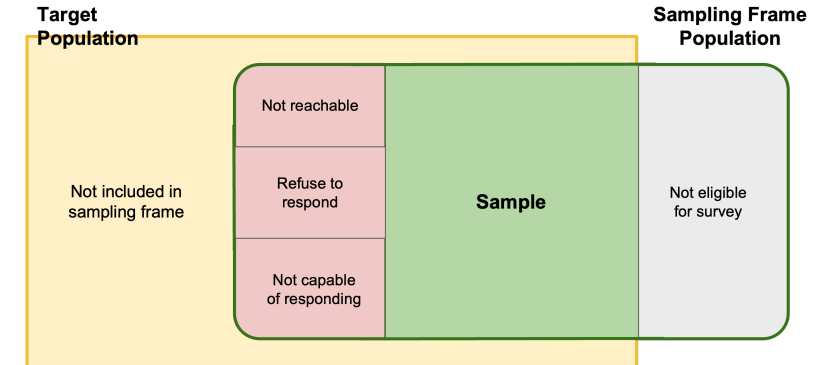 Target
Population
Sampling Frame
Population
Not reachable
Refuse to
respond
Not capable
of responding
Not included in
sampling frame
Sample
Not eligible
for survey